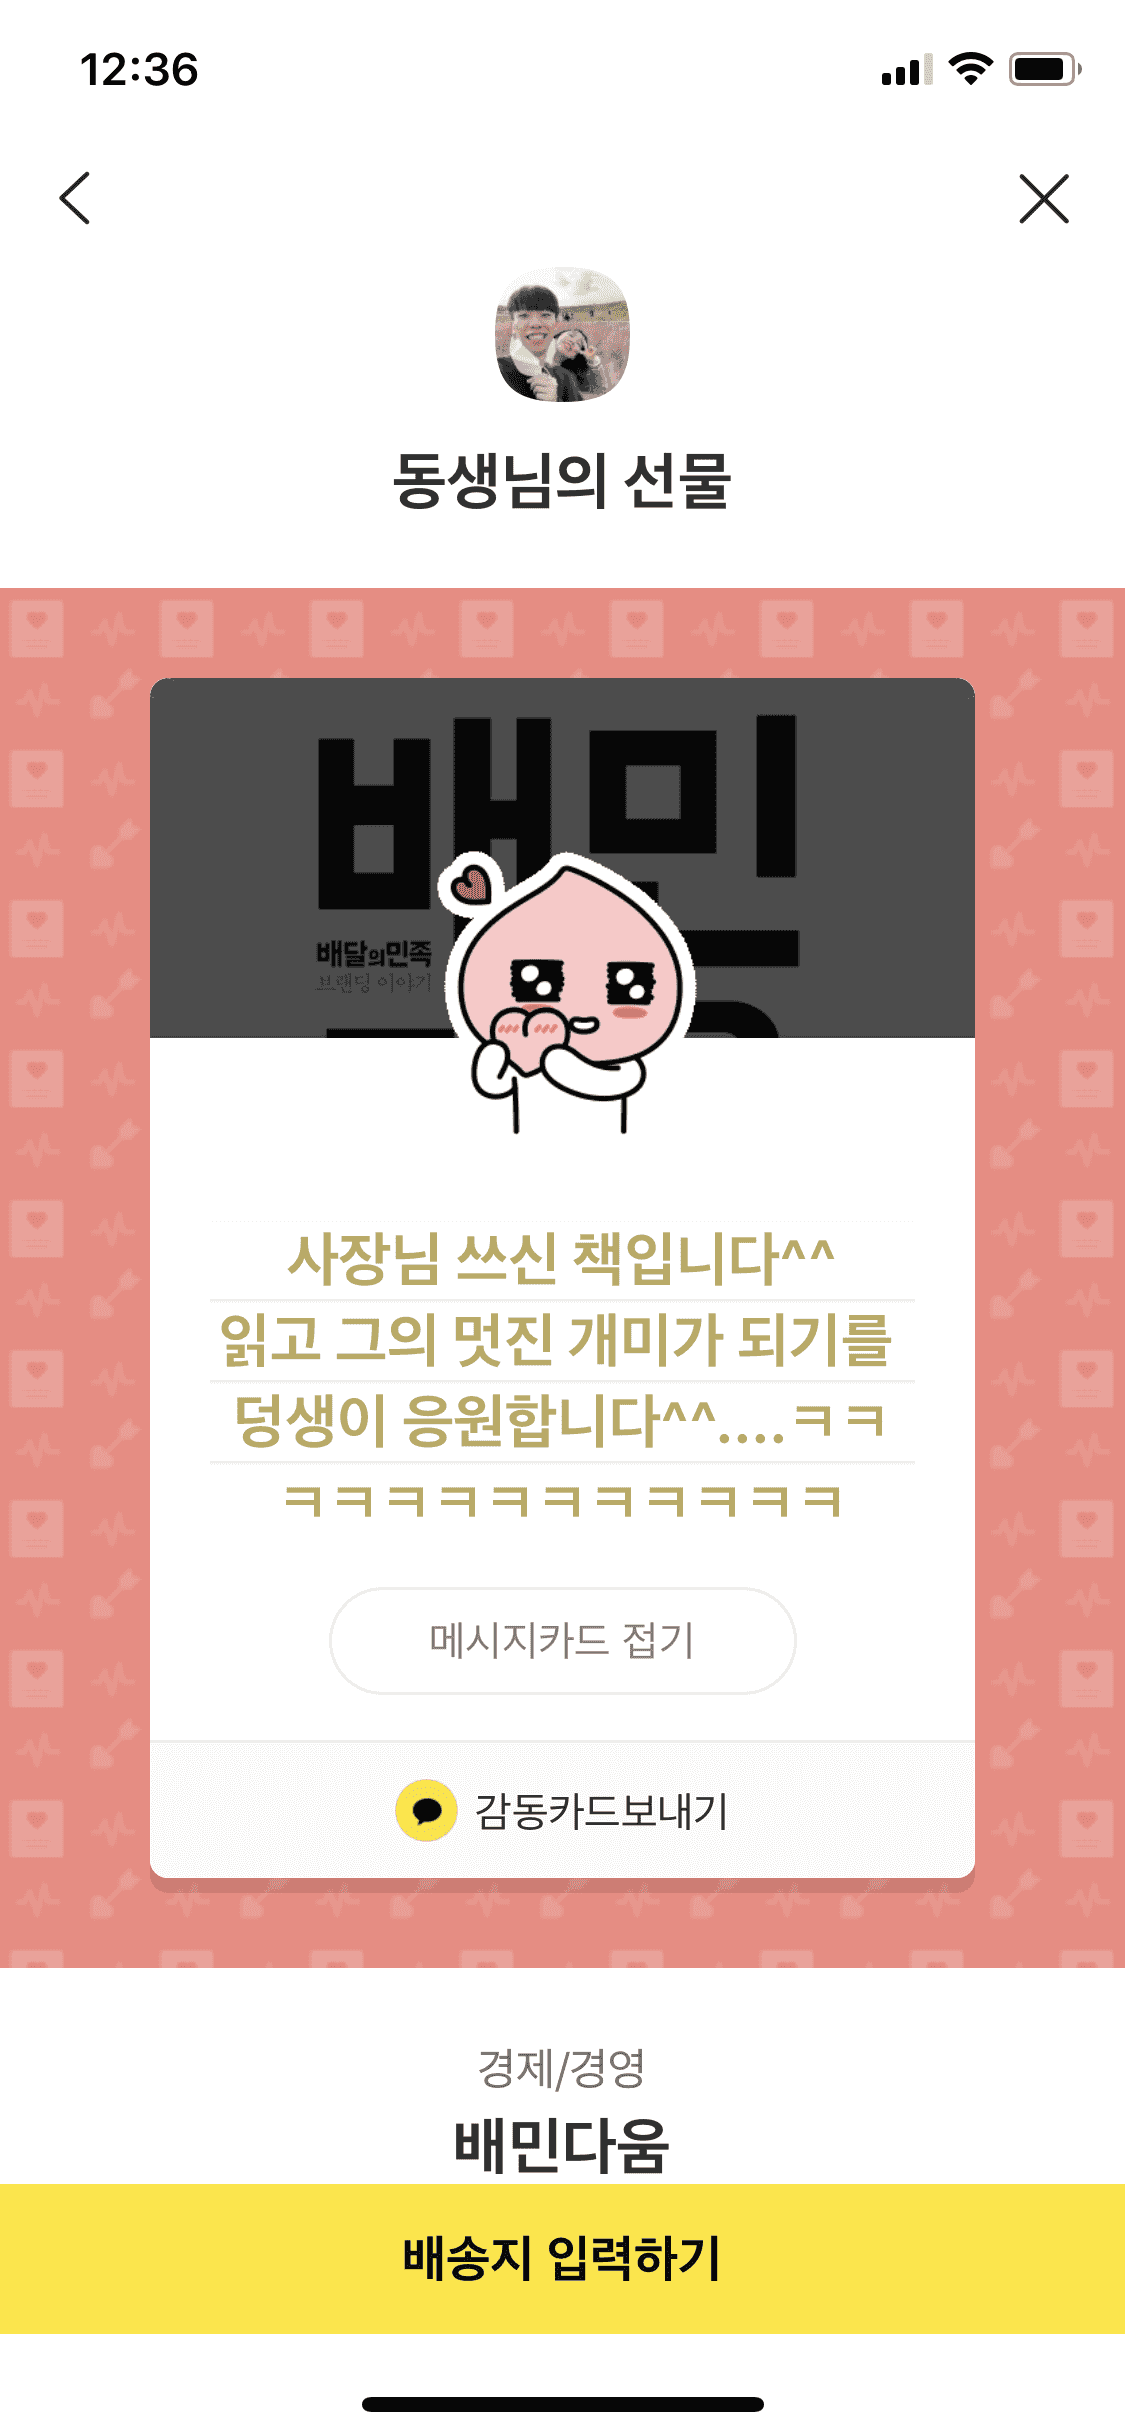 12:36
동생님의 선물
배민
배달의민족
브랜딩 이야기
사장님 쓰신 책입니다^^
읽고 그의 멋진 개미가 되기를
덩생이 응원합니다^^....ㅋㅋ
ㅋㅋㅋㅋㅋㅋㅋㅋㅋㅋㅋ
메시지카드 접기
감동카드보내기
경제/경영
배민다움
배송지 입력하기